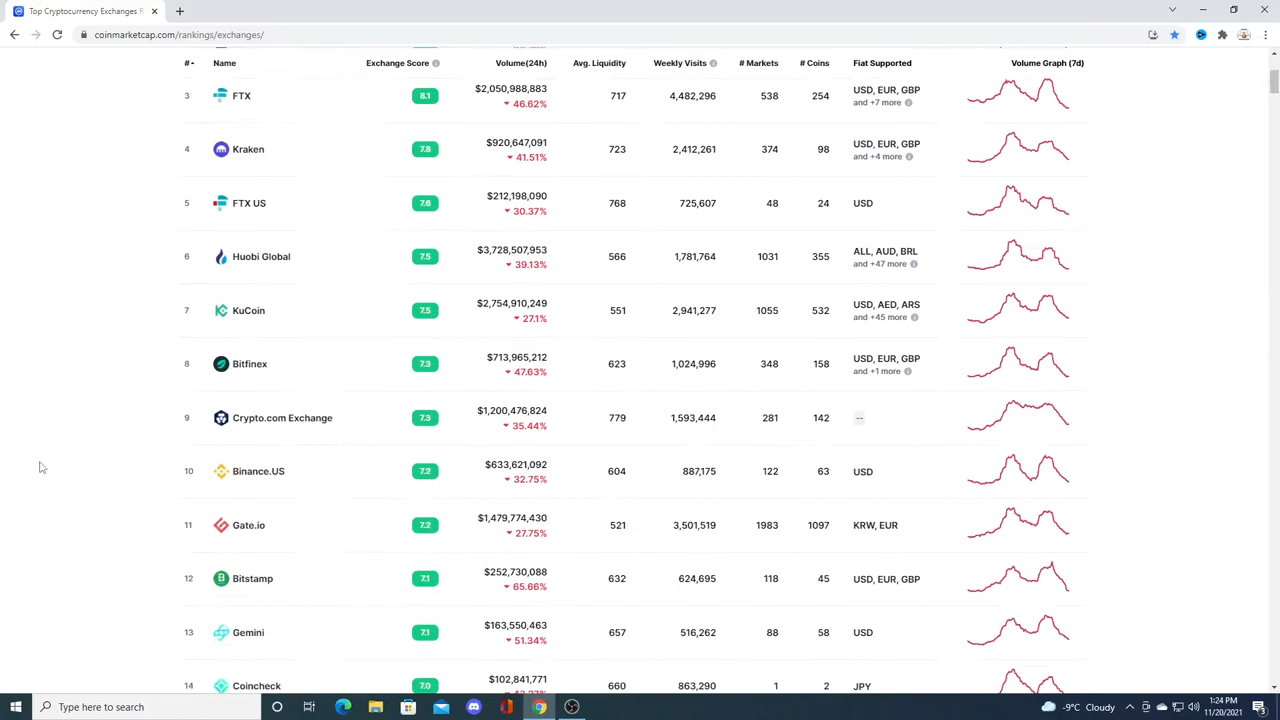 Top Cryptocurrency Ex
coinmarketcap.com/rankings/exchanges/
# Name Exchange Score Volume(24h) Avg. Liquidity Weekly Visits # Markets # Coins Fiat Supported Volume Graph (7d)
3 FTX 8.1 $2,050,988,883 717 4,482,296 538 254 USD, EUR, GBP
46.62% and +7 more
4 Kraken 7.8 $920,647,091 723 2,412,261 374 98 USD, EUR, GBP
41.51% and +4 more
5 FTX US 7.6 $212,198,090 768 725,607 48 24 USD
30.37%
6 Huobi Global 7.5 $3,728,507,953 566 1,781,764 1031 355 ALL, AUD, BRL
39.13% and +47 more
7 KuCoin 7.5 $2,754,910,249 551 2,941,277 1055 532 USD, AED, ARS
27.1% and +45 more
8 Bitfinex 7.3 $713,965,212 623 1,024,996 348 158 USD, EUR, GBP
47.63% and +1 more
9 Crypto.com Exchange 7.3 $1,200,476,824 779 1,593,444 281 142 --
35.44%
10 Binance.US 7.2 $633,621,092 604 887,175 122 63 USD
32.75%
11 Gate.io 7.2 $1,479,774,430 521 3,501,519 1983 1097 KRW, EUR
27.75%
12 Bitstamp 7.1 $252,730,088 632 624,695 118 45 USD, EUR, GBP
65.66%
13 Gemini 7.1 $163,550,463 657 516,262 88 58 USD
51.34%
14 Coincheck 7.0 $102,841,771 660 863,290 1 2 JPY
Type here to search
-9°C Cloudy
1:24 PM
11/20/2021